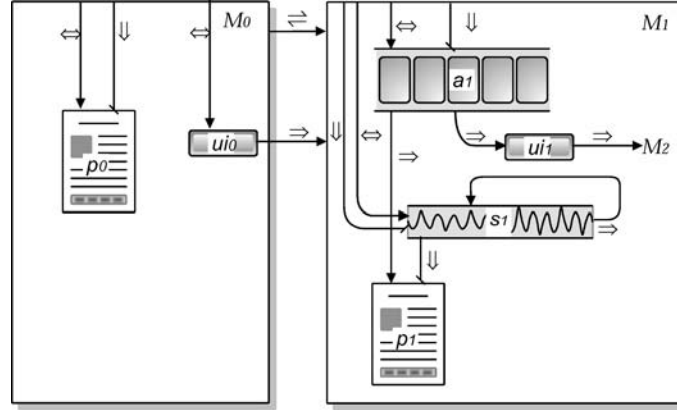 M0
⇌
M1
⇔
⇓
⇔
⇔
⇓
a1
p0
ui0
⇒
⇓
⇔
⇒
⇒
ui1
⇒
M2
s1
⇒
⇓
p1